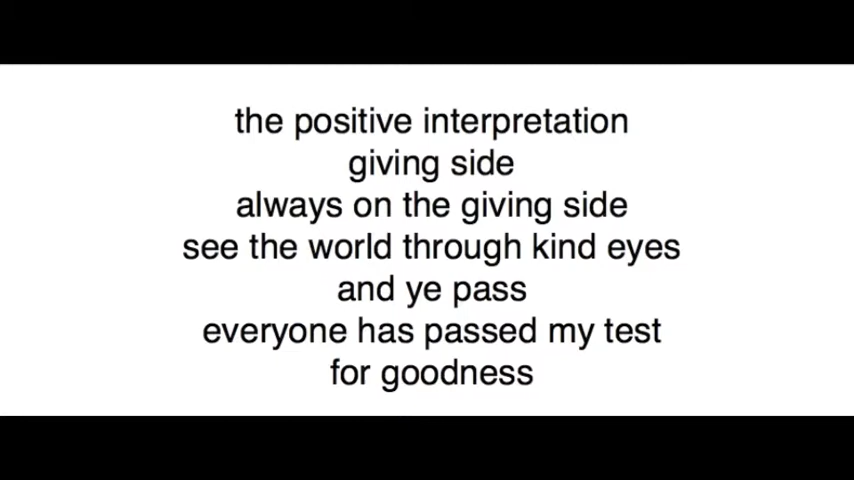 the positive interpretation
giving side
always on the giving side
see the world through kind eyes
and ye pass
everyone has passed my test
for goodness